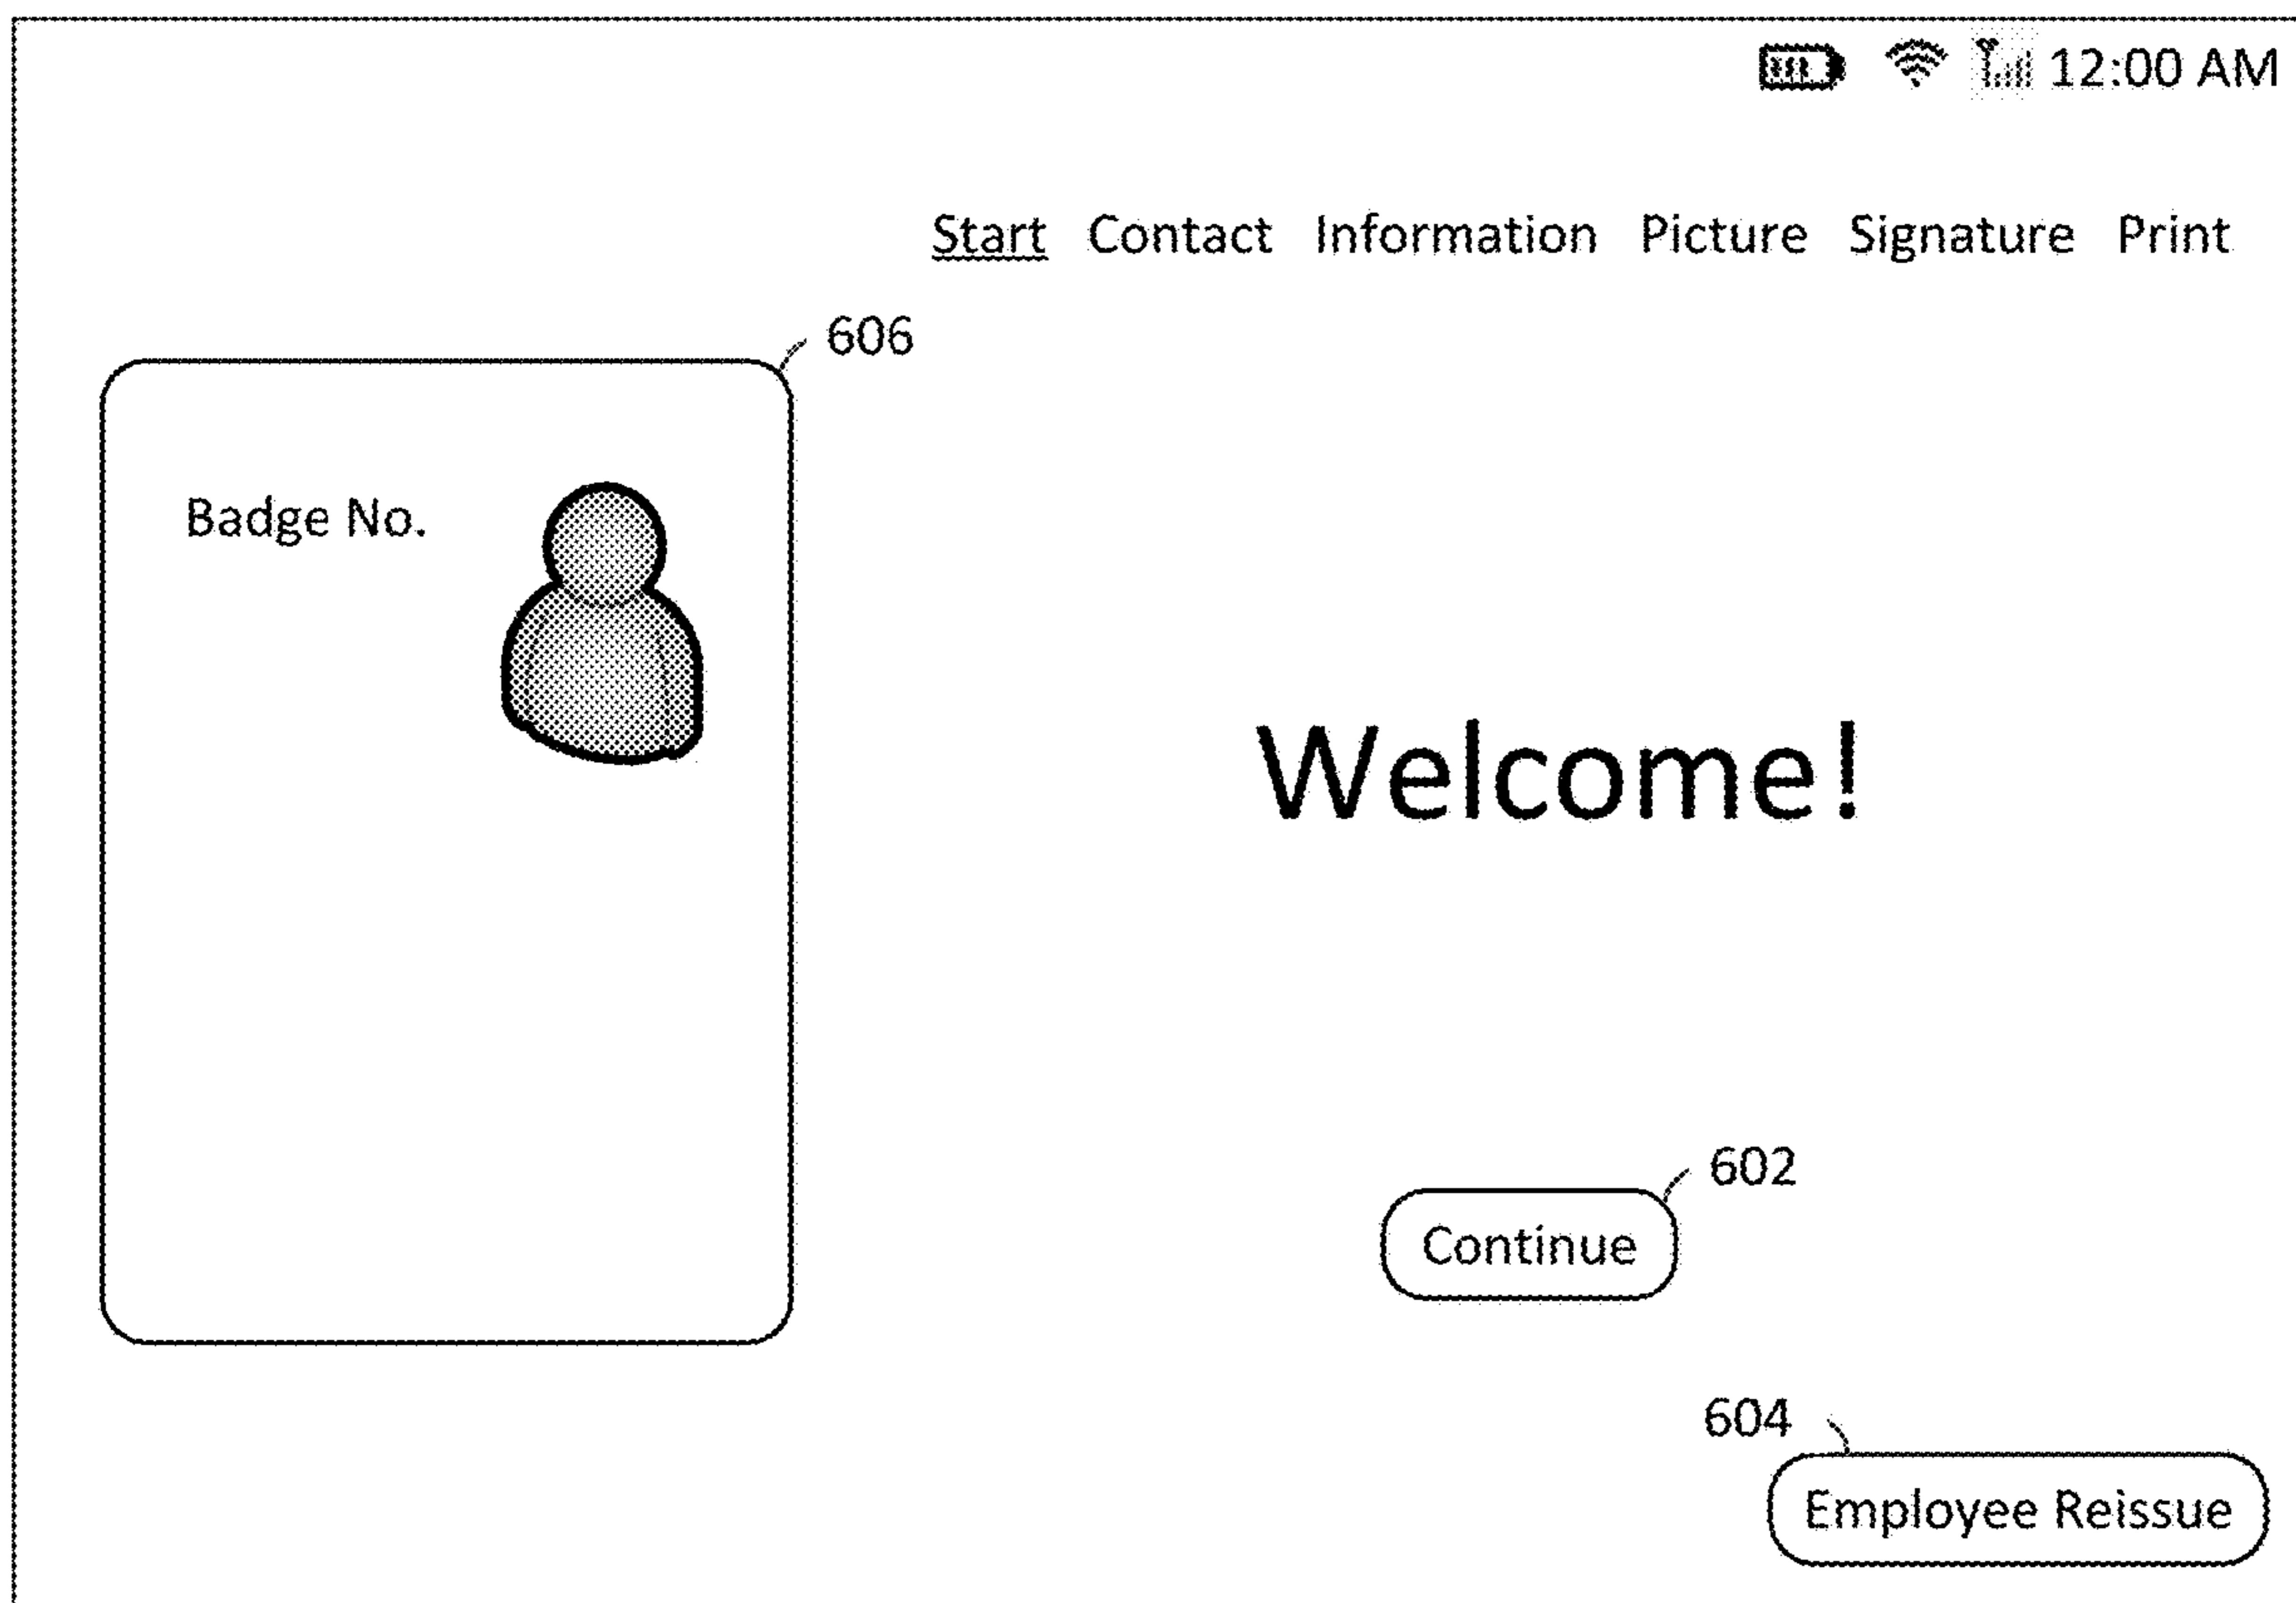 12:00 AM
Start Contact Information Picture Signature Print
606
Badge No.
Welcome!
602
Continue
604
Employee Reissue